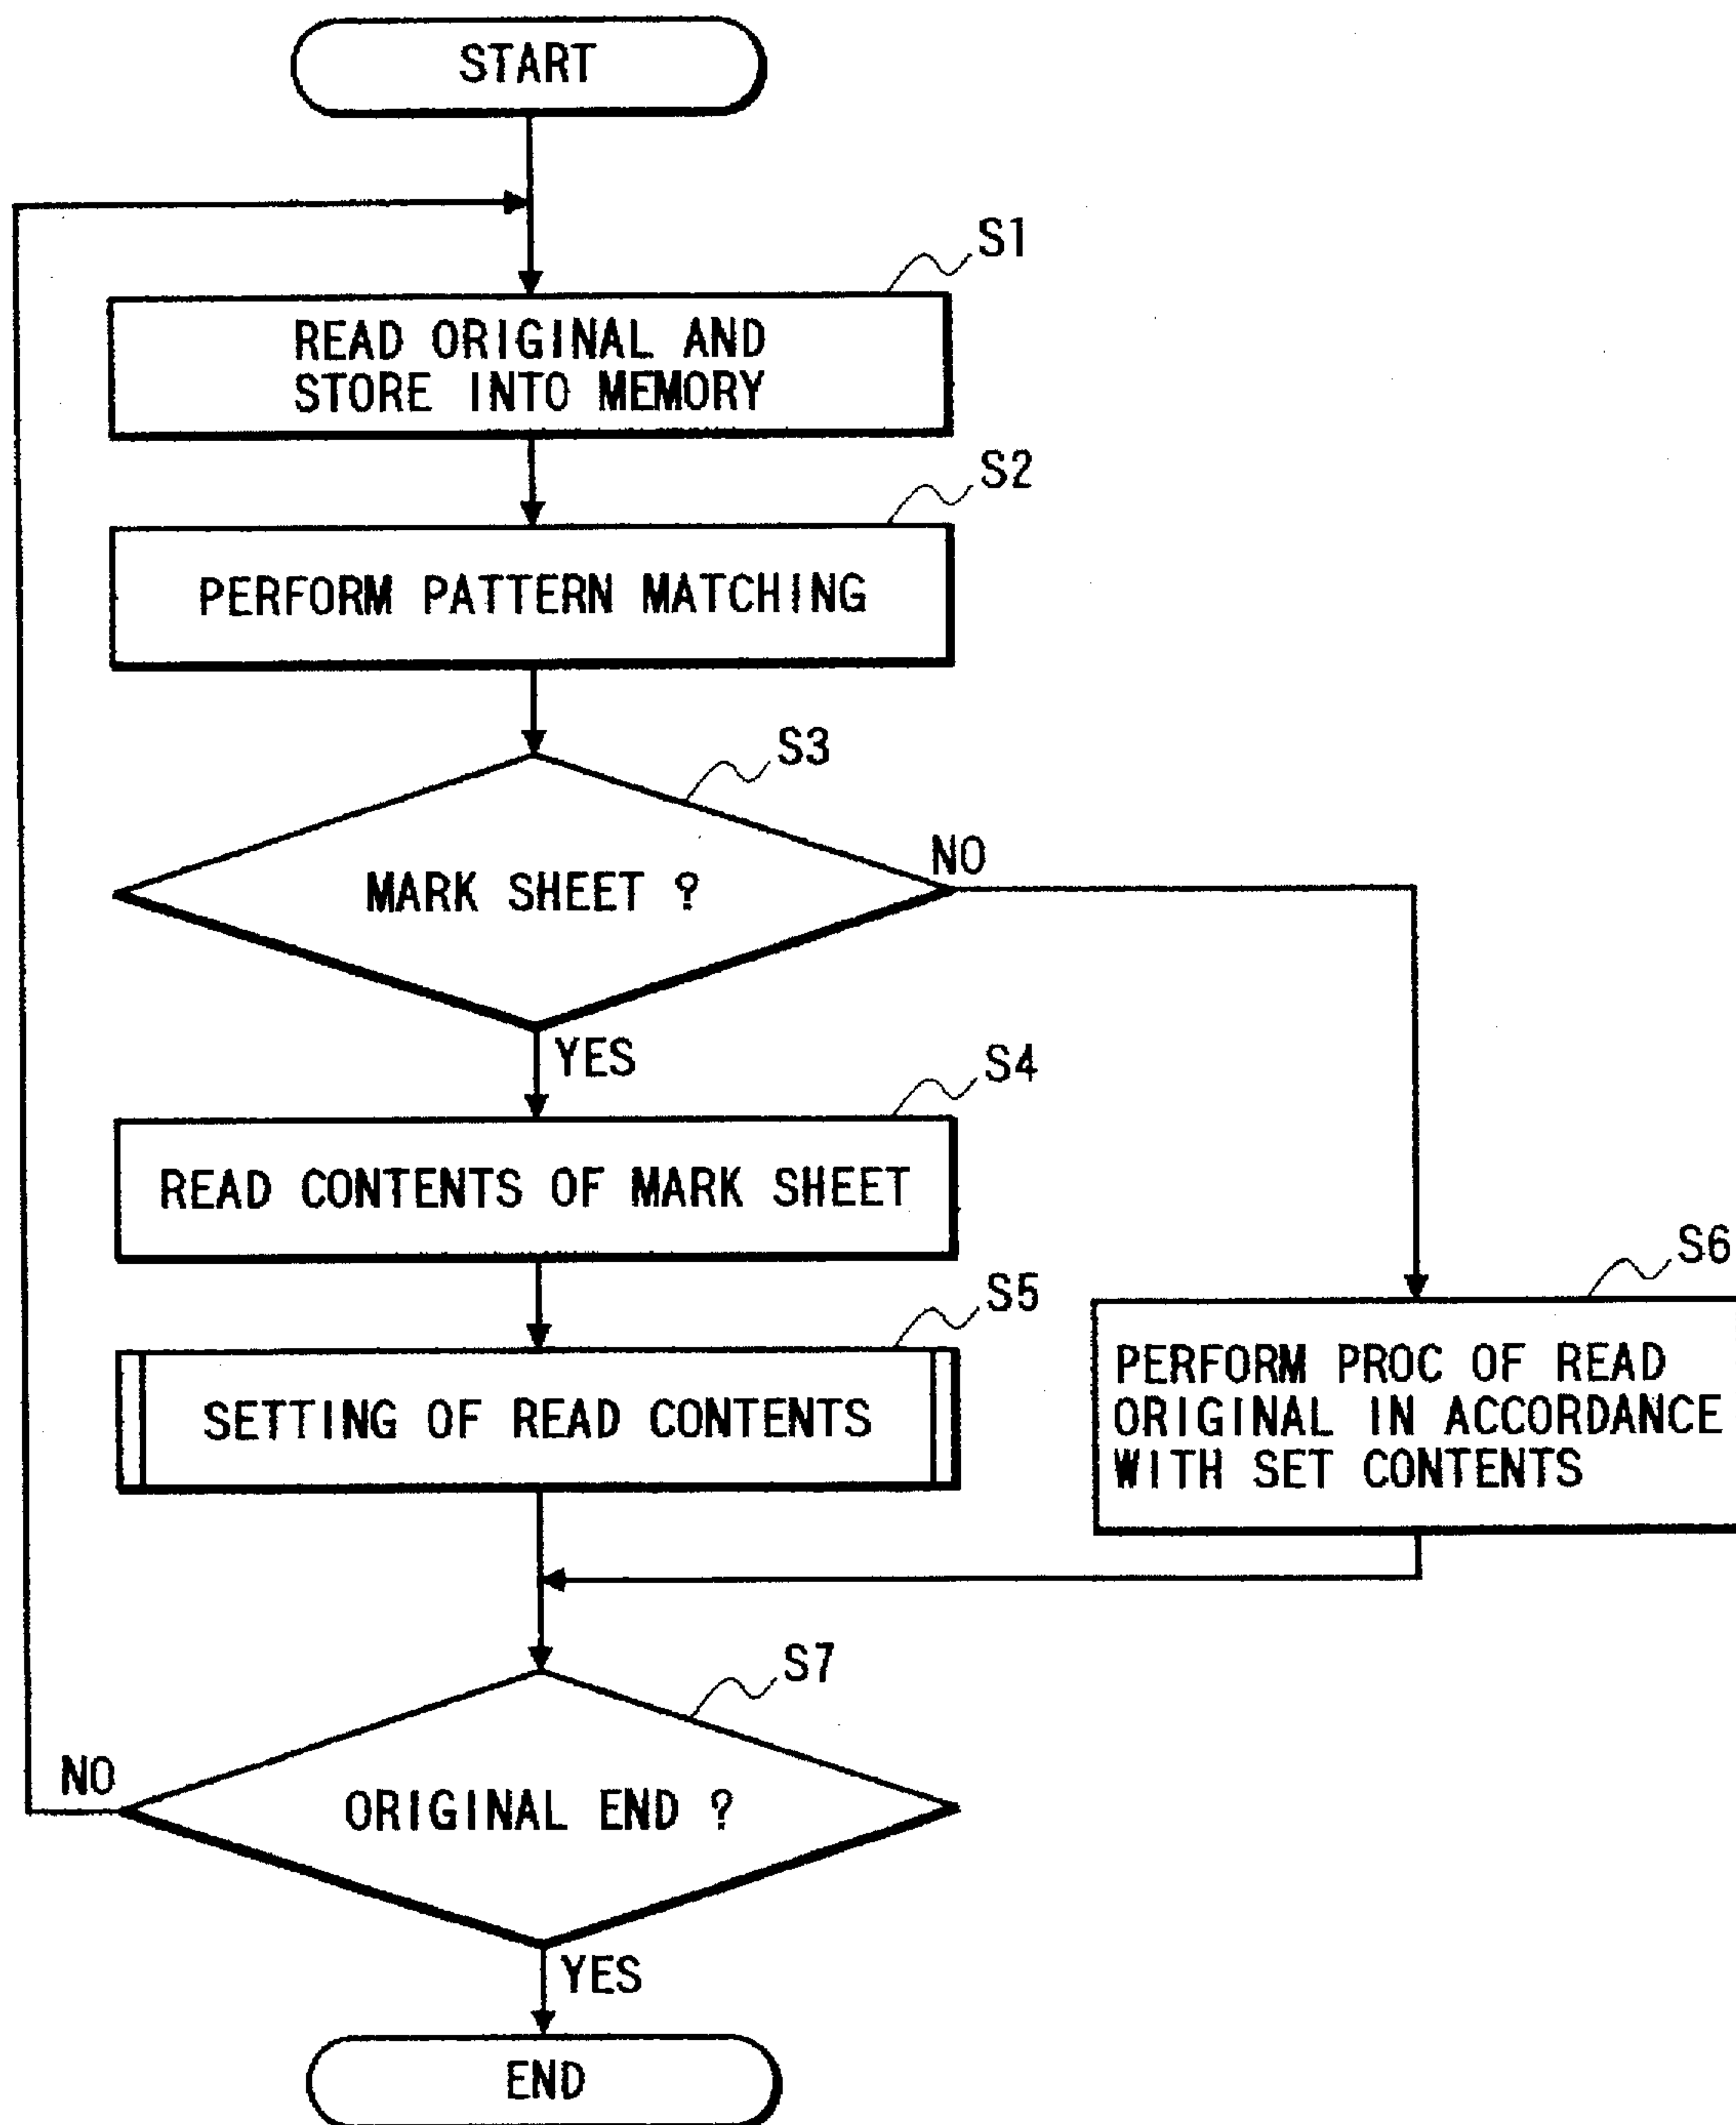 START
S1
READ ORIGINAL AND
STORE INTO MEMORY
S2
PERFORM PATTERN MATCHING
S3
MARK SHEET ?
NO
YES
S4
READ CONTENTS OF MARK SHEET
S5
SETTING OF READ CONTENTS
S6
PERFORM PROC OF READ
ORIGINAL IN ACCORDANCE
WITH SET CONTENTS
S7
NO
ORIGINAL END ?
YES
END